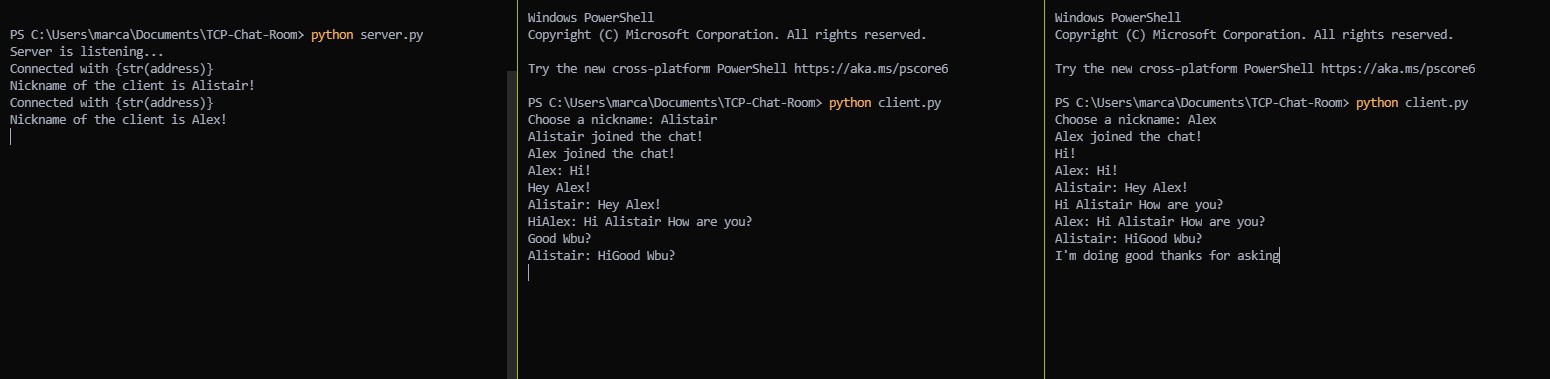 PS C:\Users\marca\Documents\TCP-Chat-Room> python server.py
Server is listening...
Connected with {str(address)}
Nickname of the client is Alistair!
Connected with {str(address)}
Nickname of the client is Alex!
Windows PowerShell
Copyright (C) Microsoft Corporation. All rights reserved.
Try the new cross-platform PowerShell https://aka.ms/pscore6
PS C:\Users\marca\Documents\TCP-Chat-Room> python client.py
Choose a nickname: Alistair
Alistair joined the chat!
Alex joined the chat!
Alex: Hi!
Hey Alex!
Alistair: Hey Alex!
HiAlex: Hi Alistair How are you?
Good Wbu?
Alistair: HiGood Wbu?
Windows PowerShell
Copyright (C) Microsoft Corporation. All rights reserved.
Try the new cross-platform PowerShell https://aka.ms/pscore6
PS C:\Users\marca\Documents\TCP-Chat-Room> python client.py
Choose a nickname: Alex
Alex joined the chat!
Hi!
Alex: Hi!
Alistair: Hey Alex!
Hi Alistair How are you?
Alex: Hi Alistair How are you?
Alistair: HiGood Wbu?
I'm doing good thanks for asking